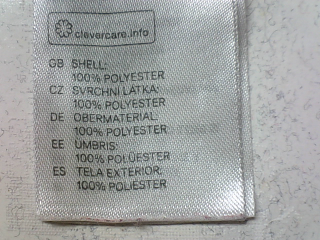 clevercare.info
GB SHELL:
100% POLYESTER
CZ SVRCHNI LÁTKA:
100% POLYESTER
DE OBERMATERIAL:
100% POLYESTER
EE ÜMBRIS:
100% POLÜESTER
ES TELA EXTERIOR:
100% POLIÉSTER